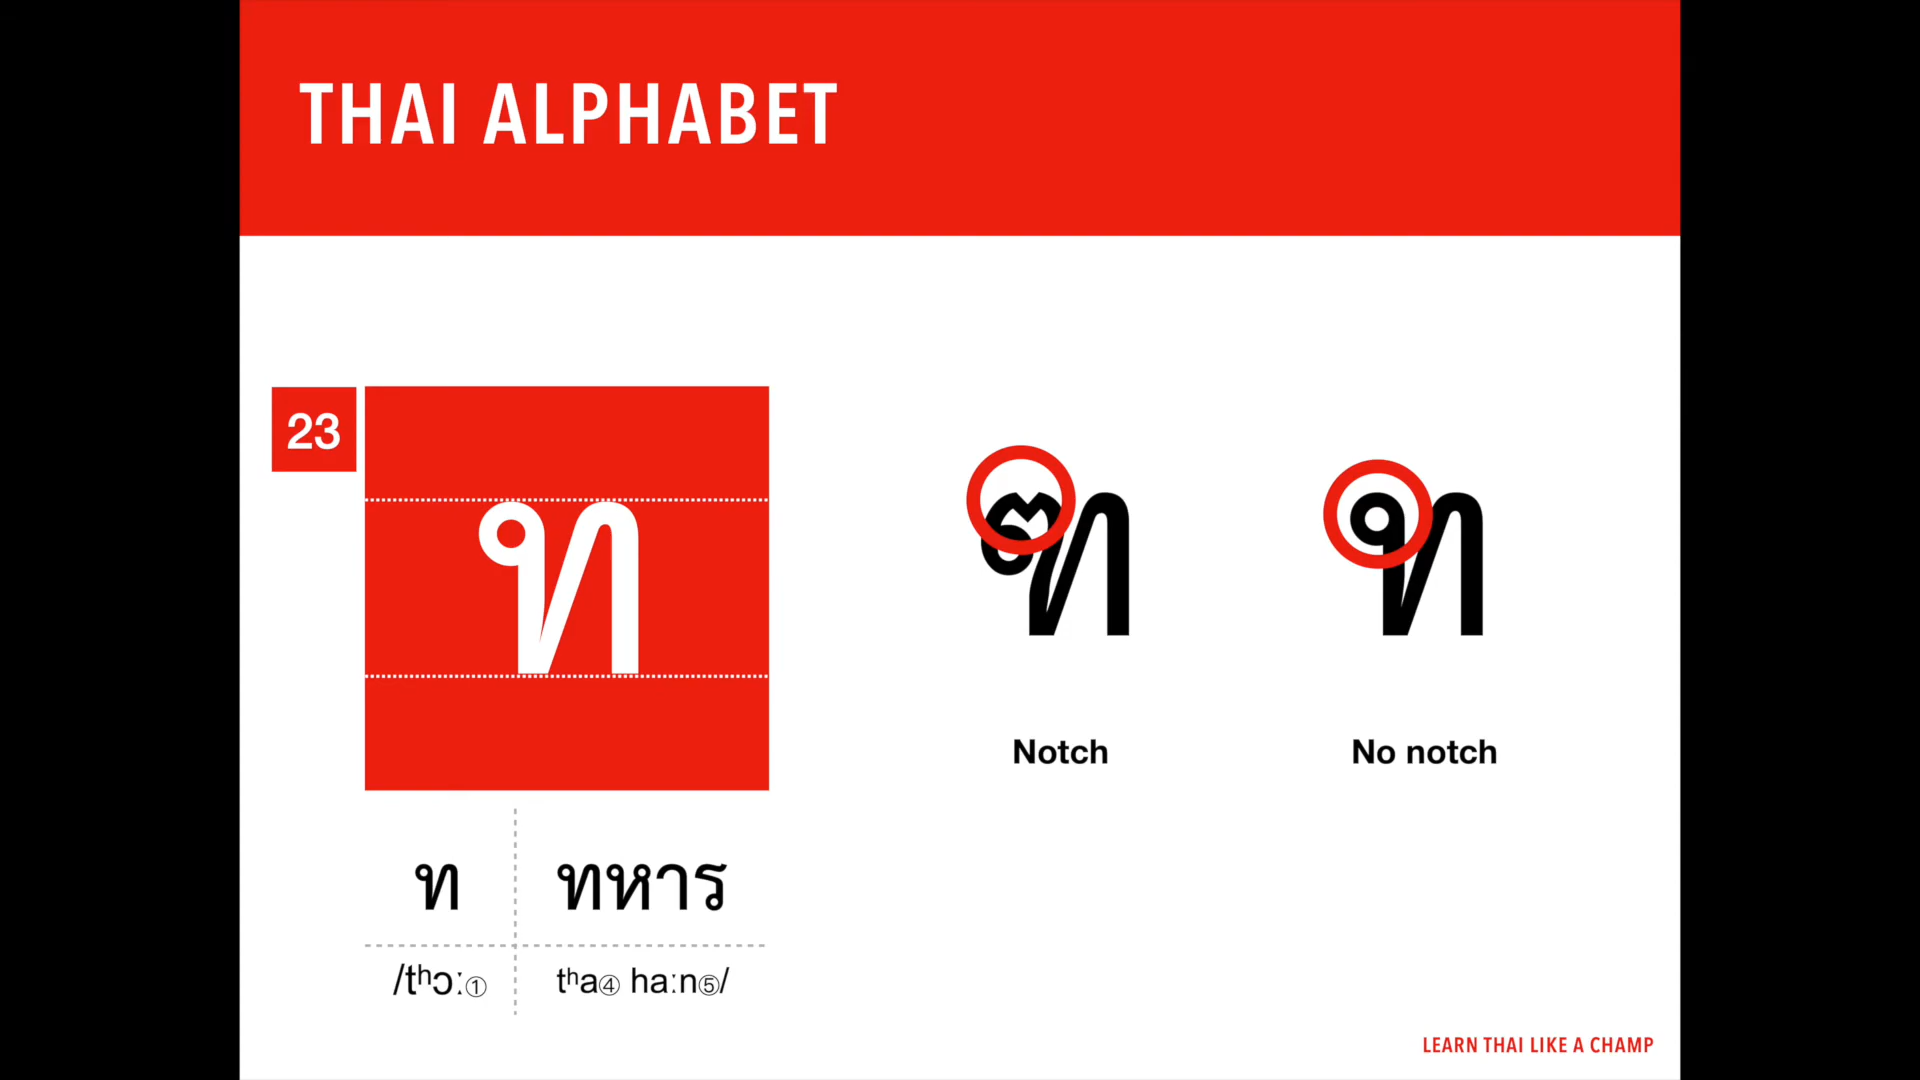 THAI ALPHABET
23
ท
ฑ
ท
Notch
No notch
ท
ทหาร
/tʰɔː①
tʰa④ haːn⑤/
LEARN THAI LIKE A CHAMP